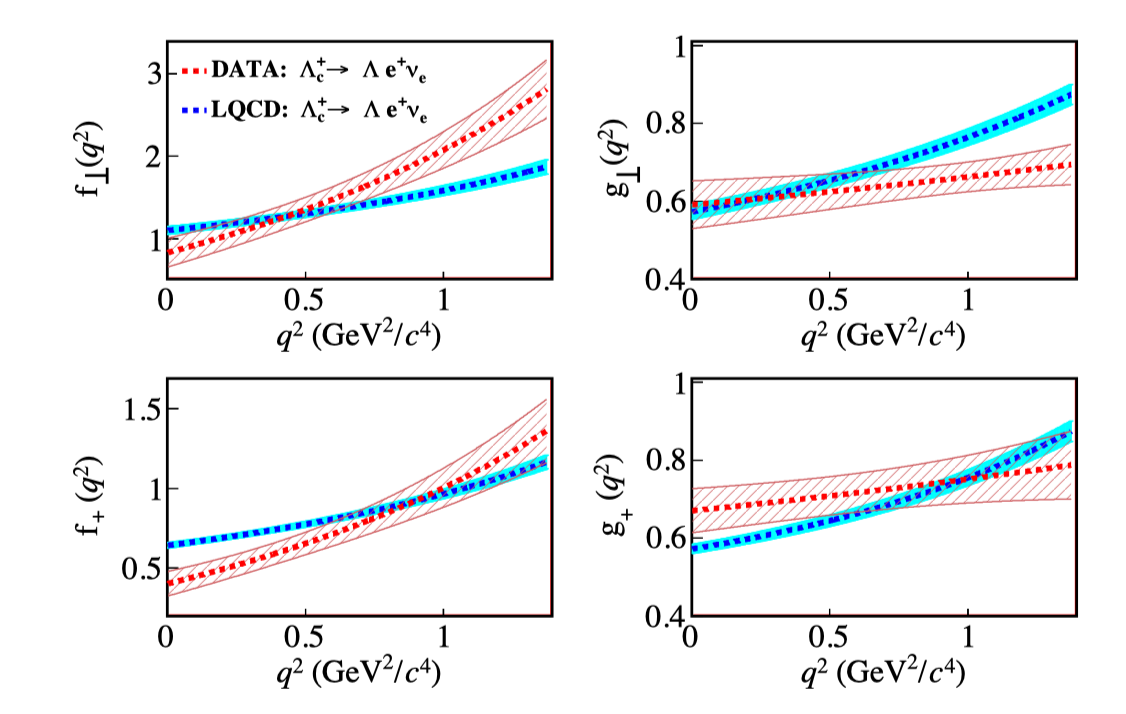 f⊥(q²)
3
2
1
DATA: Λc⁺→ Λ e⁺νe
LQCD: Λc⁺→ Λ e⁺νe
0 0.5 1
q² (GeV²/c⁴)
g⊥(q²)
1
0.8
0.6
0.4
0 0.5 1
q² (GeV²/c⁴)
f₊ (q²)
1.5
1
0.5
0 0.5 1
q² (GeV²/c⁴)
g₊ (q²)
1
0.8
0.6
0.4
0 0.5 1
q² (GeV²/c⁴)